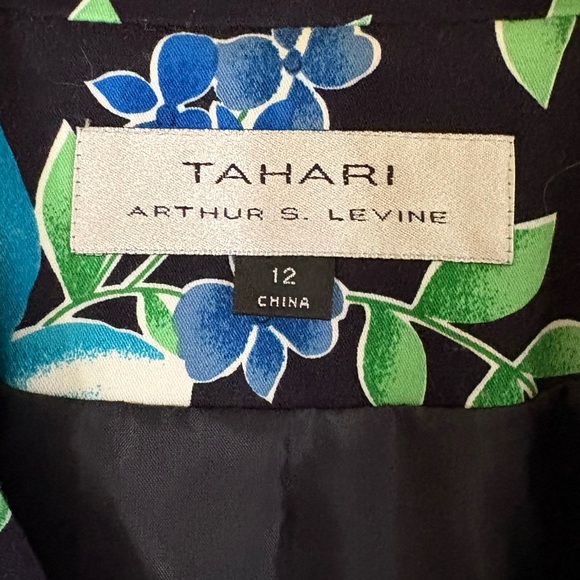 TAHARI
ARTHUR S. LEVINE
12
CHINA